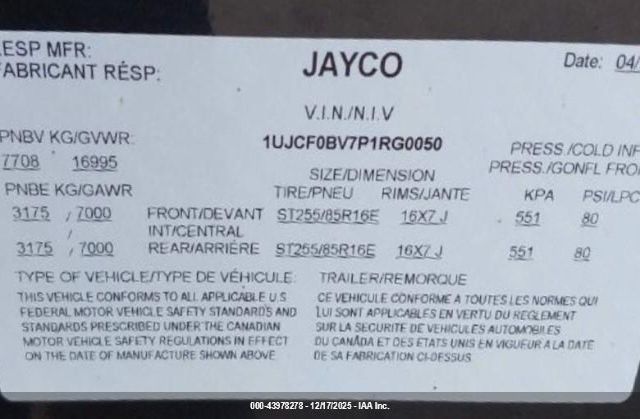 RESP MFR: JAYCO Date: 04/
FABRICANT RÉSP:
V.I.N./N.I.V
PNBV KG/GVWR: 1UJCF0BV7P1RG0050 PRESS./COLD INF
7708 16995 SIZE/DIMENSION PRESS./GONFL FROI
PNBE KG/GAWR TIRE/PNEU RIMS/JANTE KPA PSI/LPC
3175 / 7000 FRONT/DEVANT ST255/85R16E 16X7 J 551 80
/ INT/CENTRAL
3175 / 7000 REAR/ARRIÈRE ST255/85R16E 16X7 J 551 80
TYPE OF VEHICLE/TYPE DE VÉHICULE: TRAILER/REMORQUE
THIS VEHICLE CONFORMS TO ALL APPLICABLE U.S
FEDERAL MOTOR VEHICLE SAFETY STANDARDS AND
STANDARDS PRESCRIBED UNDER THE CANADIAN
MOTOR VEHICLE SAFETY REGULATIONS IN EFFECT
ON THE DATE OF MANUFACTURE SHOWN ABOVE
CE VEHICULE CONFORME A TOUTES LES NORMES QUI
LUI SONT APPLICABLES EN VERTU DU REGLEMENT
SUR LA SECURITE DE VEHICULES AUTOMOBILES
DU CANADA ET DES ETATS UNIS EN VIGUEUR A LA DATE
DE SA FABRICATION CI-DESSUS
000-43978278 - 12/17/2025 - IAA Inc.